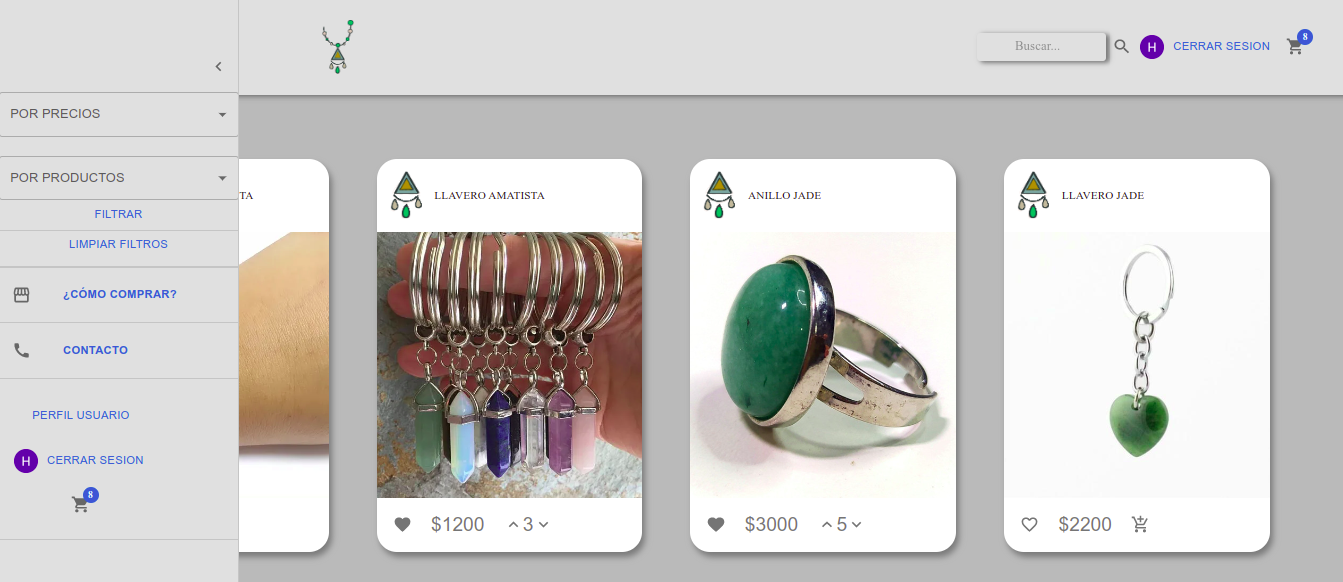 Buscar...
H
CERRAR SESION
8
POR PRECIOS
POR PRODUCTOS
FILTRAR
LIMPIAR FILTROS
¿CÓMO COMPRAR?
CONTACTO
PERFIL USUARIO
H
CERRAR SESION
8
TA
LLAVERO AMATISTA
$1200
3
ANILLO JADE
$3000
5
LLAVERO JADE
$2200